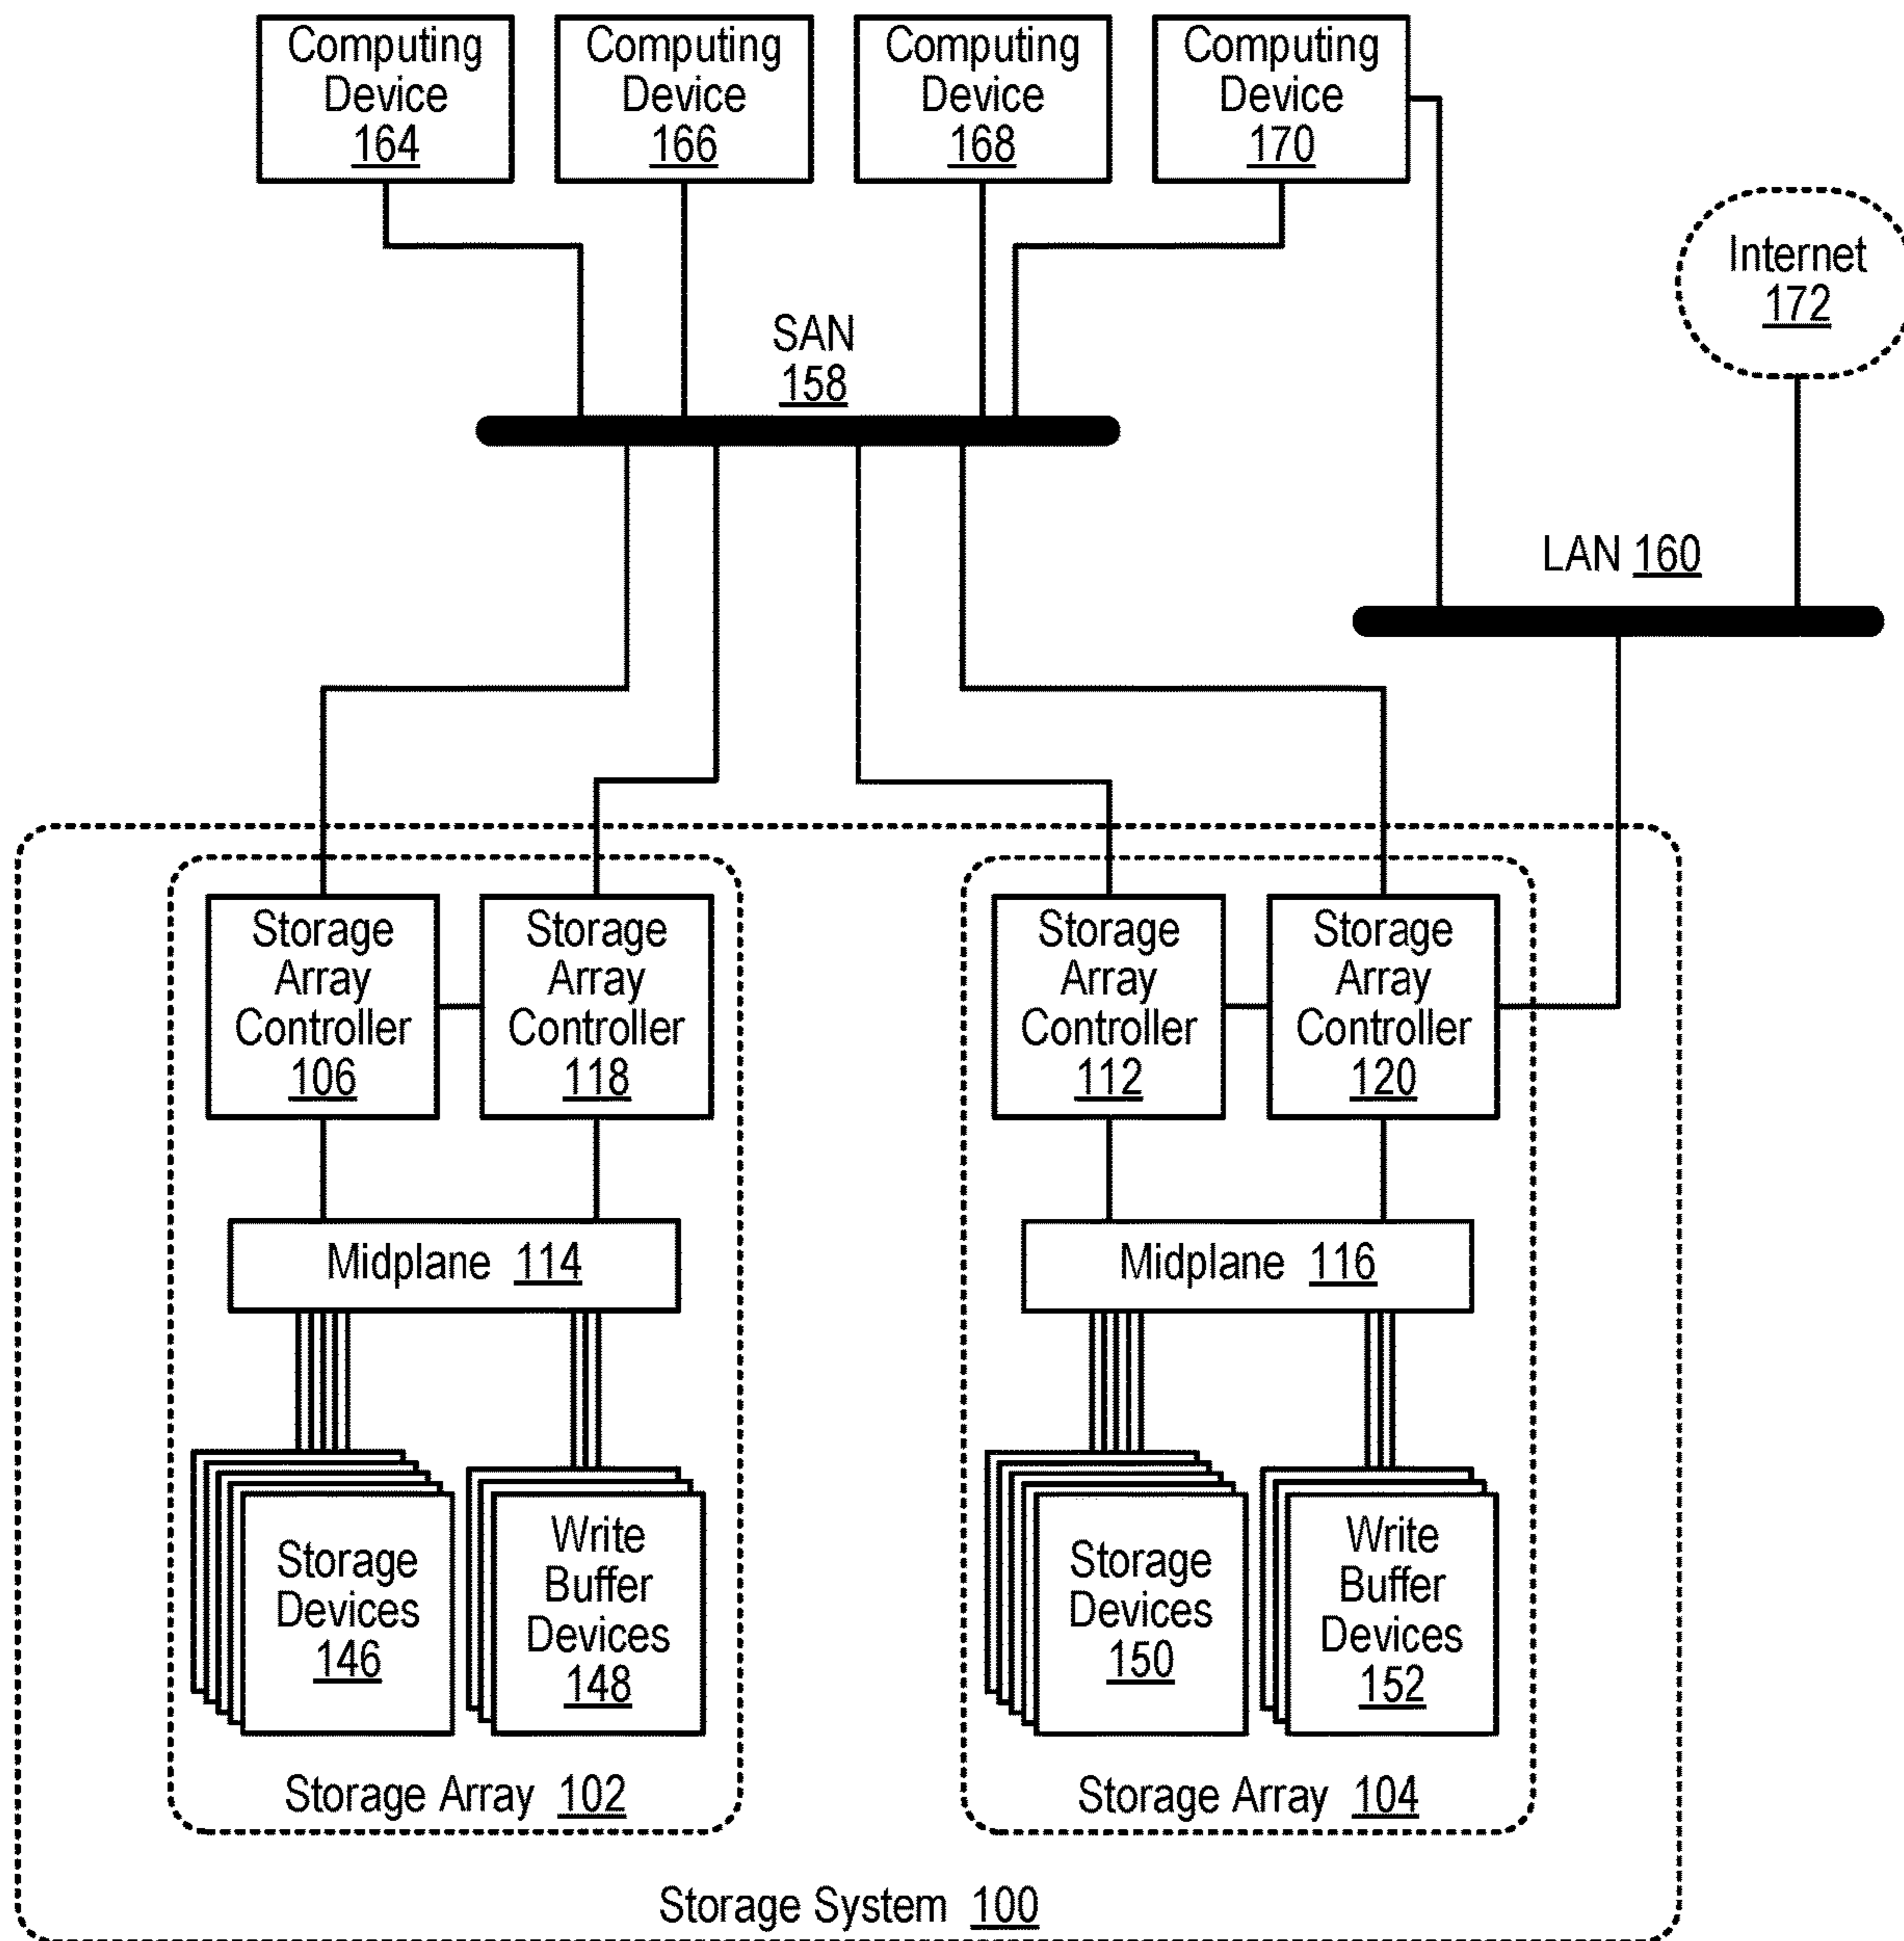 Computing
Device
164
Computing
Device
166
Computing
Device
168
Computing
Device
170
Internet
172
SAN
158
LAN 160
Storage
Array
Controller
106
Storage
Array
Controller
118
Storage
Array
Controller
112
Storage
Array
Controller
120
Midplane 114
Midplane 116
Storage
Devices
146
Write
Buffer
Devices
148
Storage
Devices
150
Write
Buffer
Devices
152
Storage Array 102
Storage Array 104
Storage System 100